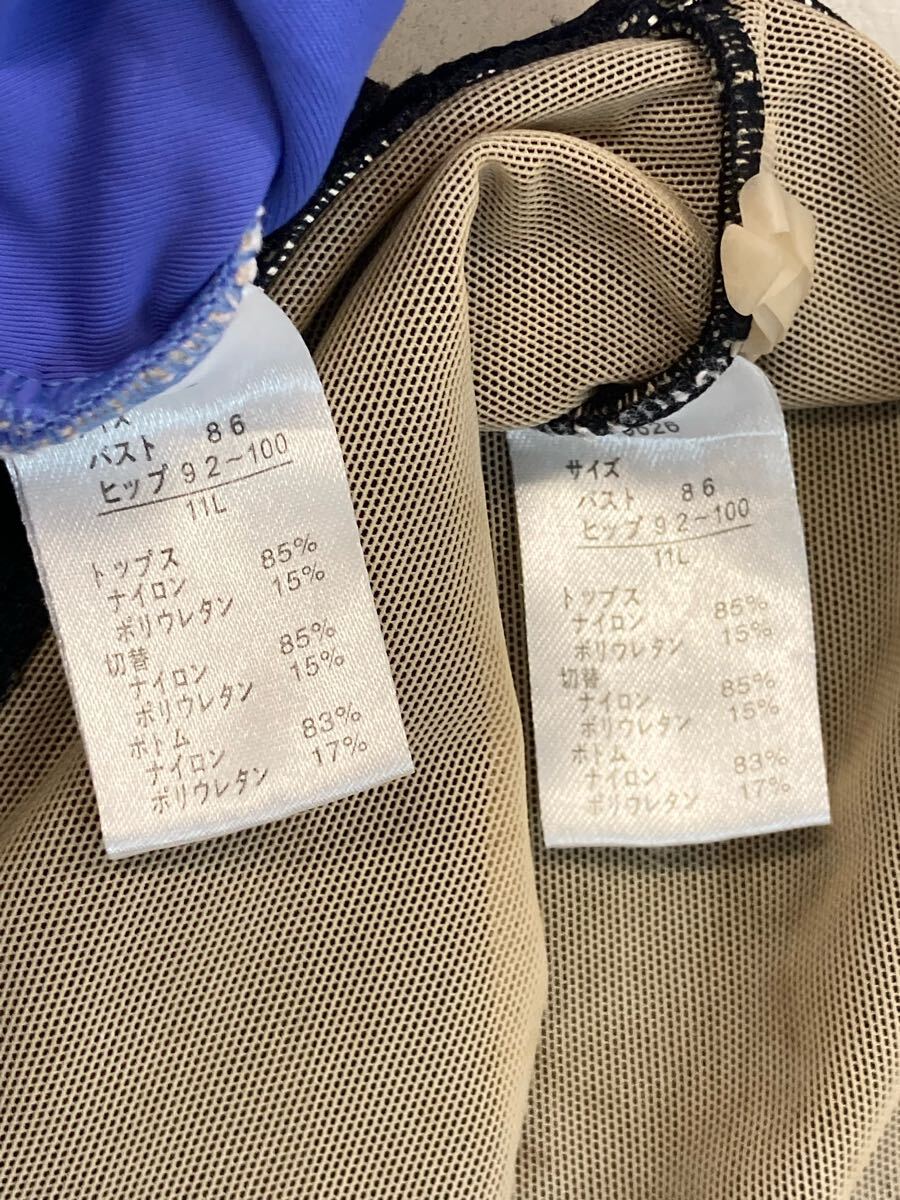 バスト 86
ヒップ 92~100
11L
トップス
ナイロン 85%
ポリウレタン 15%
切替
ナイロン 85%
ポリウレタン 15%
ボトム
ナイロン 83%
ポリウレタン 17%
サイズ
バスト 86
ヒップ 92~100
11L
トップス
ナイロン 85%
ポリウレタン 15%
切替
ナイロン 85%
ポリウレタン 15%
ボトム
ナイロン 83%
ポリウレタン 17%